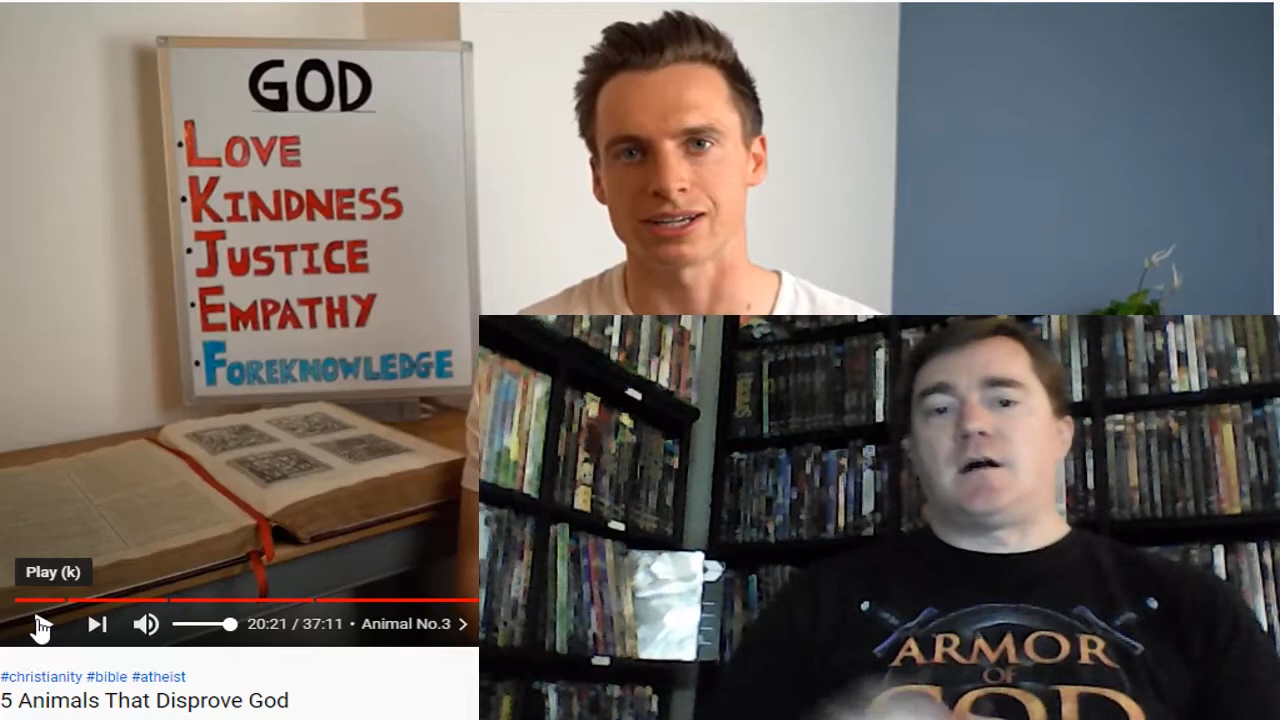 GOD
LOVE
KINDNESS
JUSTICE
EMPATHY
FOREKNOWLEDGE
Play (k)
20:21 / 37:11 • Animal No.3
#christianity #bible #atheist
5 Animals That Disprove God
ARMOR
OF
GOD